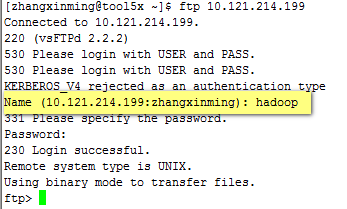 [zhangxinming@tool5x ~]$ ftp 10.121.214.199
Connected to 10.121.214.199.
220 (vsFTPd 2.2.2)
530 Please login with USER and PASS.
530 Please login with USER and PASS.
KERBEROS_V4 rejected as an authentication type
Name (10.121.214.199:zhangxinming): hadoop
331 Please specify the password.
Password:
230 Login successful.
Remote system type is UNIX.
Using binary mode to transfer files.
ftp>